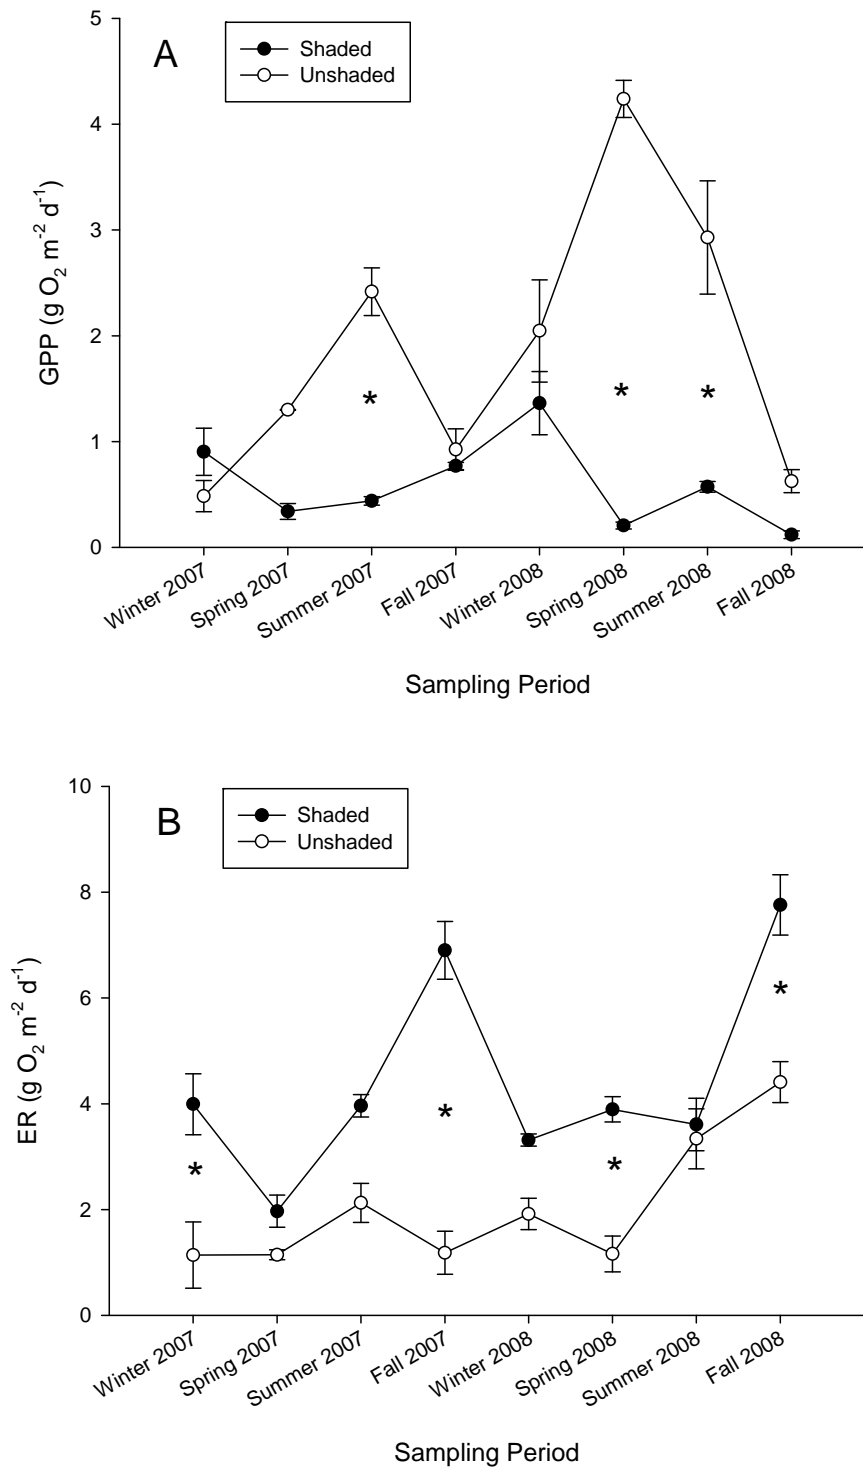 A
Shaded
Unshaded
5
4
3
2
1
0
GPP (g O₂ m⁻² d⁻¹)
*
*
*
Winter 2007
Spring 2007
Summer 2007
Fall 2007
Winter 2008
Spring 2008
Summer 2008
Fall 2008
Sampling Period
B
Shaded
Unshaded
10
8
6
4
2
0
ER (g O₂ m⁻² d⁻¹)
*
*
*
*
Winter 2007
Spring 2007
Summer 2007
Fall 2007
Winter 2008
Spring 2008
Summer 2008
Fall 2008
Sampling Period